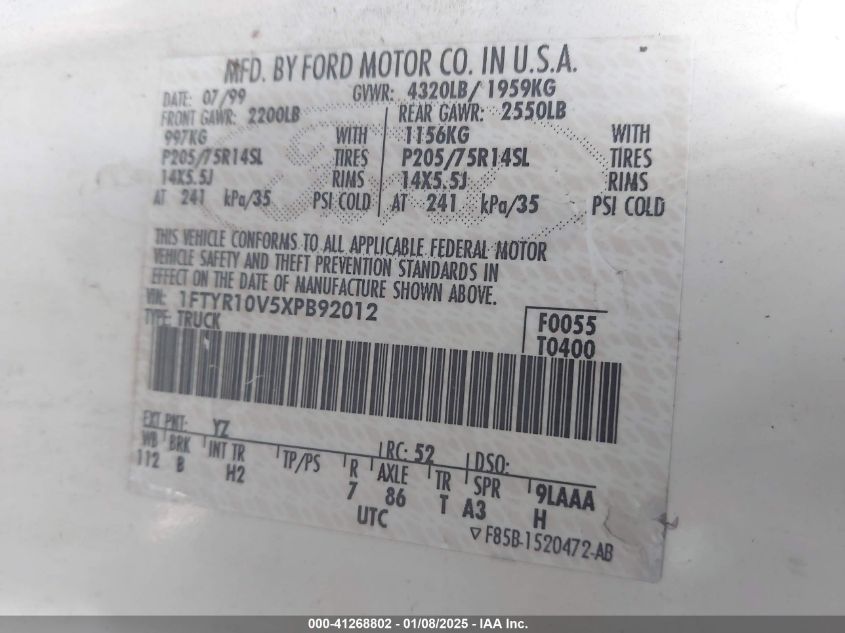 MFD. BY FORD MOTOR CO. IN U.S.A.
DATE: 07/99 GVWR: 4320LB/ 1959KG
FRONT GAWR: 2200LB REAR GAWR: 2550LB
997KG WITH 1156KG WITH
P205/75R14SL TIRES P205/75R14SL TIRES
14X5.5J RIMS 14X5.5J RIMS
AT 241 kPa/35 PSI COLD AT 241 kPa/35 PSI COLD
THIS VEHICLE CONFORMS TO ALL APPLICABLE FEDERAL MOTOR
VEHICLE SAFETY AND THEFT PREVENTION STANDARDS IN
EFFECT ON THE DATE OF MANUFACTURE SHOWN ABOVE.
VIN: 1FTYR10V5XPB92012
TYPE: TRUCK
F0055
T0400
EXT PNT: YZ RC: 52 DSO:
WB BRK INT TR TP/PS R AXLE TR SPR 9LAAA
112 B H2 7 86 T A3 H
UTC
F85B-1520472-AB
000-41268802 - 01/08/2025 - IAA Inc.